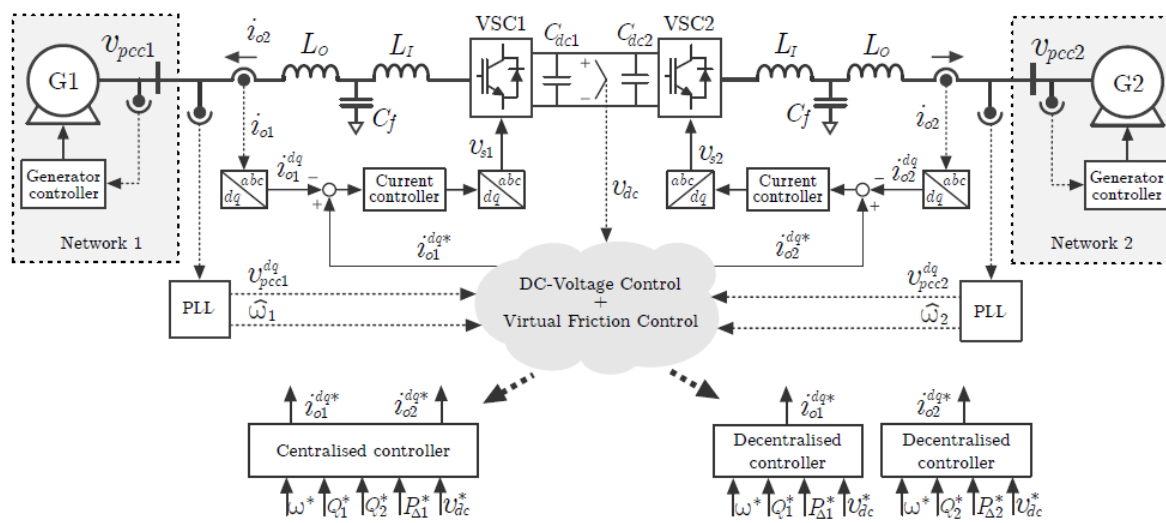 VSC1 C_dc1 C_dc2 VSC2
v_pcc1 i_o2 L_O L_I L_I L_O v_pcc2
G1 + − G2
C_f C_f
i_o1 v_s1 v_dc v_s2 i_o2
Generator controller i_o1^dq − + abc dq Current controller abc dq
abc dq Current controller − + i_o2^dq abc dq Generator controller
Network 1 i_o1^dq* i_o2^dq* Network 2
PLL v_pcc1^dq ω̂_1
DC-Voltage Control
+
Virtual Friction Control
v_pcc2^dq ω̂_2 PLL
i_o1^dq* i_o2^dq*
Centralised controller
ω* Q_1^* Q_2^* P_Δ1^* v_dc^*
i_o1^dq*
Decentralised
controller
ω* Q_1^* P_Δ1^* v_dc^*
i_o2^dq*
Decentralised
controller
ω* Q_2^* P_Δ2^* v_dc^*